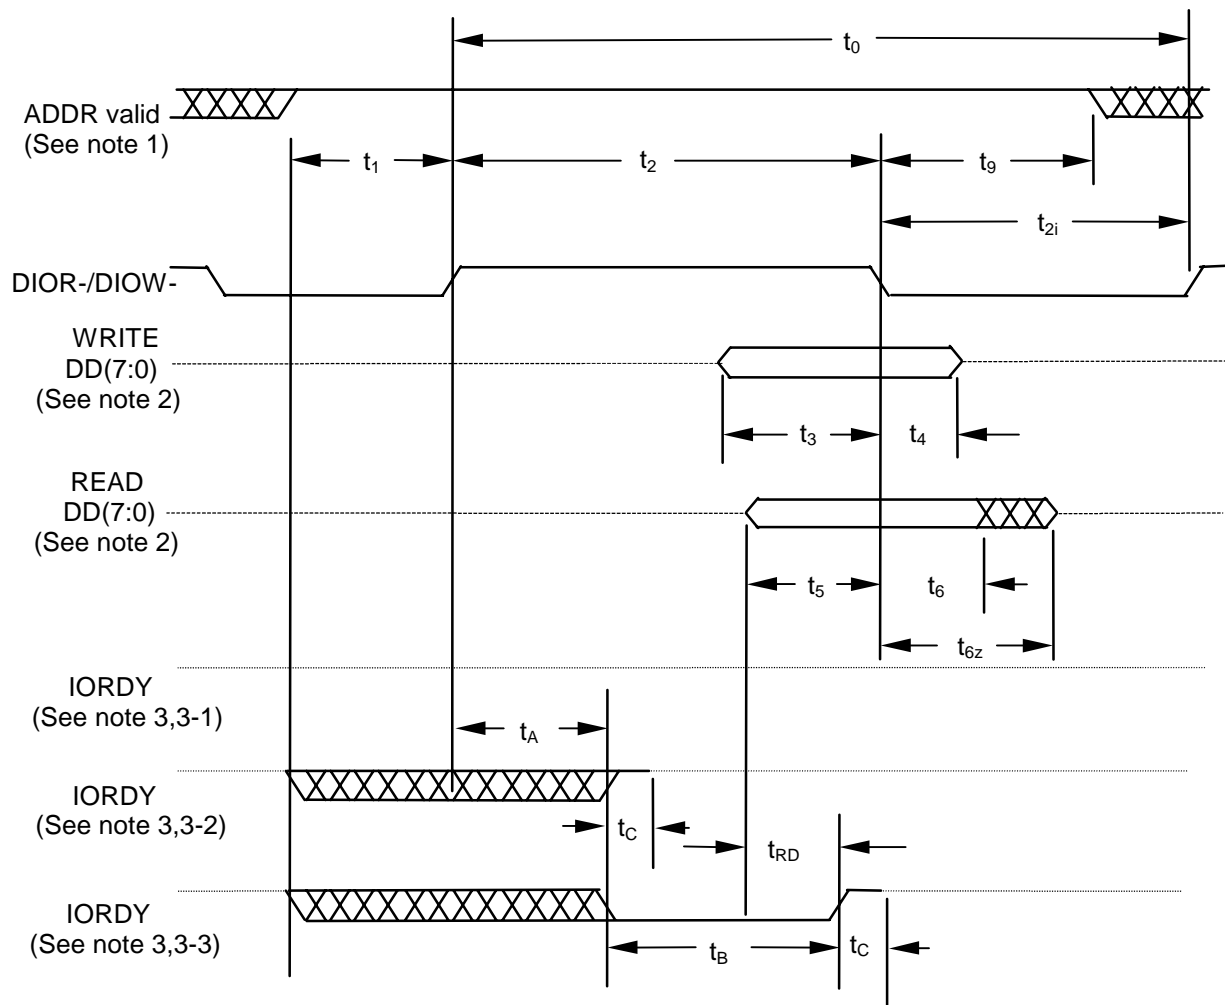 t0
ADDR valid
(See note 1)
t1
t2
t9
t2i
DIOR-/DIOW-
WRITE
DD(7:0)
(See note 2)
t3
t4
READ
DD(7:0)
(See note 2)
t5
t6
t6z
IORDY
(See note 3,3-1)
tA
IORDY
(See note 3,3-2)
tC
tRD
IORDY
(See note 3,3-3)
tB
tC